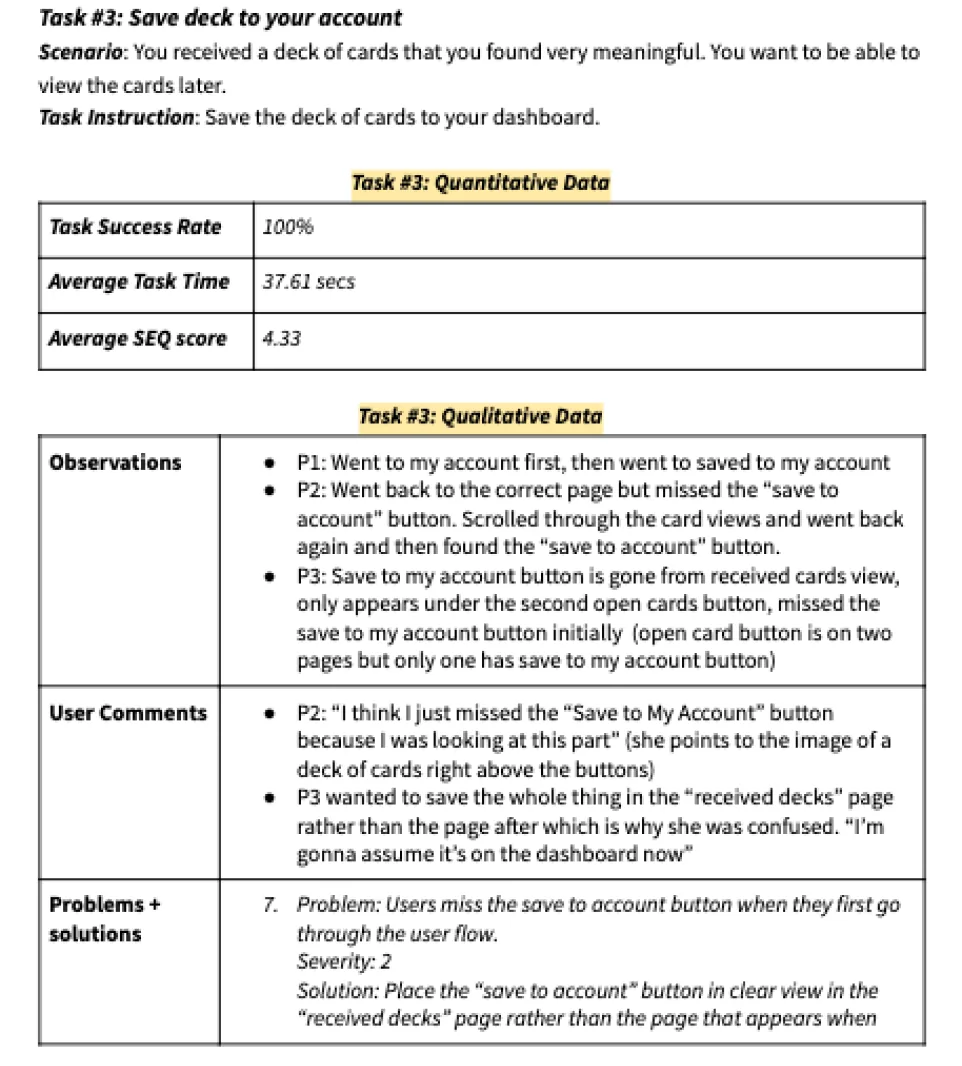 Task #3: Save deck to your account
Scenario: You received a deck of cards that you found very meaningful. You want to be able to
view the cards later.
Task Instruction: Save the deck of cards to your dashboard.
Task #3: Quantitative Data
Task Success Rate 100%
Average Task Time 37.61 secs
Average SEQ score 4.33
Task #3: Qualitative Data
Observations
● P1: Went to my account first, then went to saved to my account
● P2: Went back to the correct page but missed the “save to
account” button. Scrolled through the card views and went back
again and then found the “save to account” button.
● P3: Save to my account button is gone from received cards view,
only appears under the second open cards button, missed the
save to my account button initially (open card button is on two
pages but only one has save to my account button)
User Comments
● P2: “I think I just missed the “Save to My Account” button
because I was looking at this part” (she points to the image of a
deck of cards right above the buttons)
● P3 wanted to save the whole thing in the “received decks” page
rather than the page after which is why she was confused. “I’m
gonna assume it’s on the dashboard now”
Problems +
solutions
7. Problem: Users miss the save to account button when they first go
through the user flow.
Severity: 2
Solution: Place the “save to account” button in clear view in the
“received decks” page rather than the page that appears when